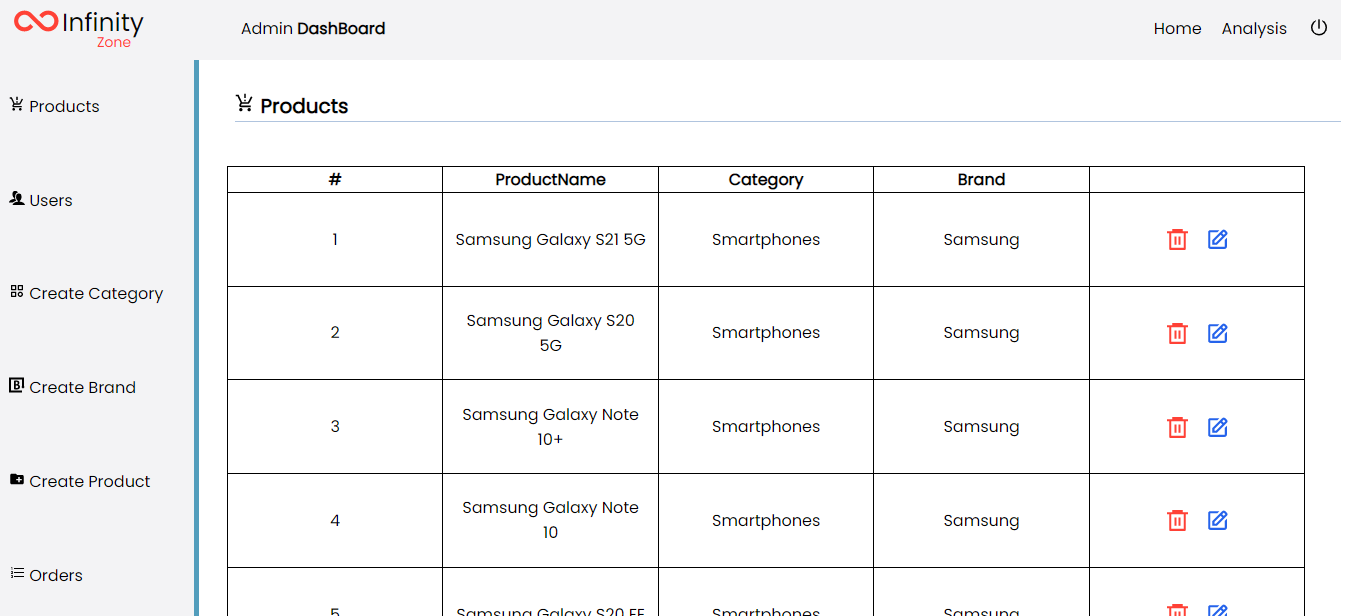 Infinity
Zone
Admin DashBoard
Home Analysis
Products
Users
Create Category
Create Brand
Create Product
Orders
Products
# ProductName Category Brand
1 Samsung Galaxy S21 5G Smartphones Samsung
2 Samsung Galaxy S20
5G Smartphones Samsung
3 Samsung Galaxy Note
10+ Smartphones Samsung
4 Samsung Galaxy Note
10 Smartphones Samsung
5 Samsung Galaxy S20 FE Smartphones Samsung